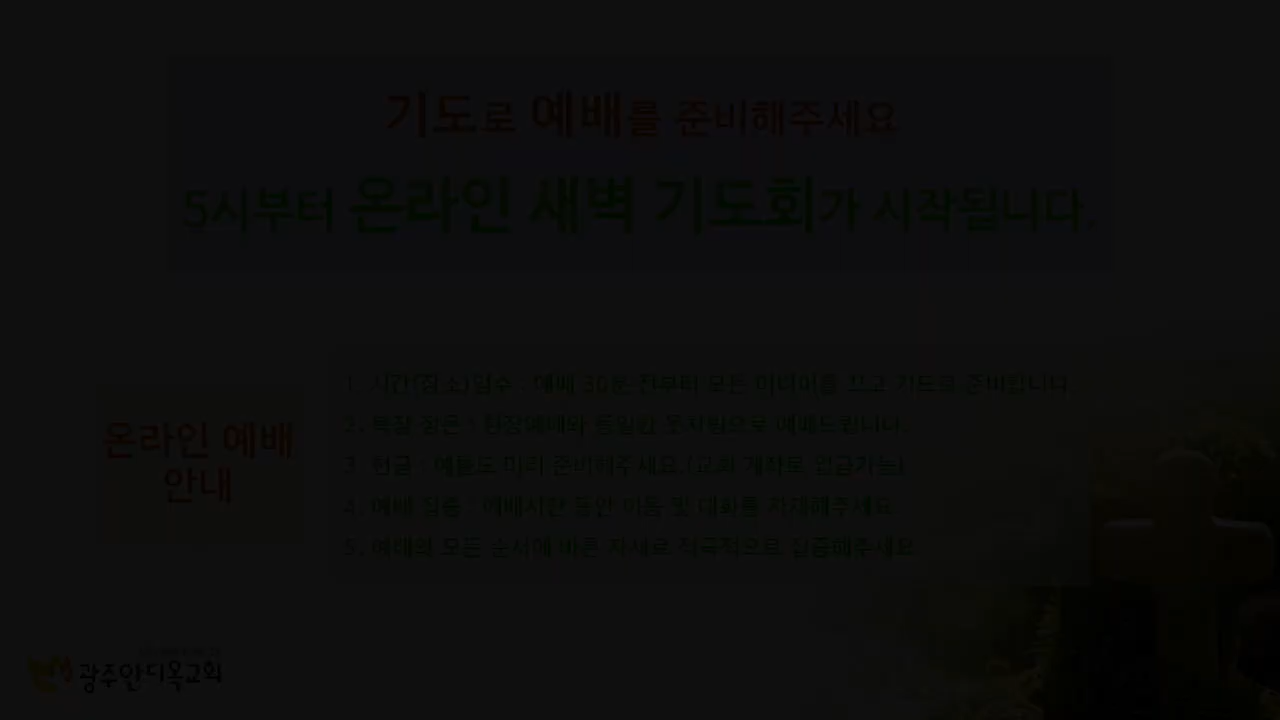 기도로 예배를 준비해주세요
5시부터 온라인 새벽 기도회가 시작됩니다.
온라인 예배
안내
1. 시간(장소)엄수 : 예배 30분 전부터 모든 미디어를 끄고 기도로 준비합니다
2. 복장 점은 : 현장예배와 동일한 옷차림으로 예배드립니다.
3. 헌금 : 예물도 미리 준비해주세요.(교회 계좌로 입금가능)
4. 예배 집중 : 예배시간 동안 이동 및 대화를 자제해주세요
5. 예배의 모든 순서에 바른 자세로 적극적으로 집중해주세요
광주안디옥교회